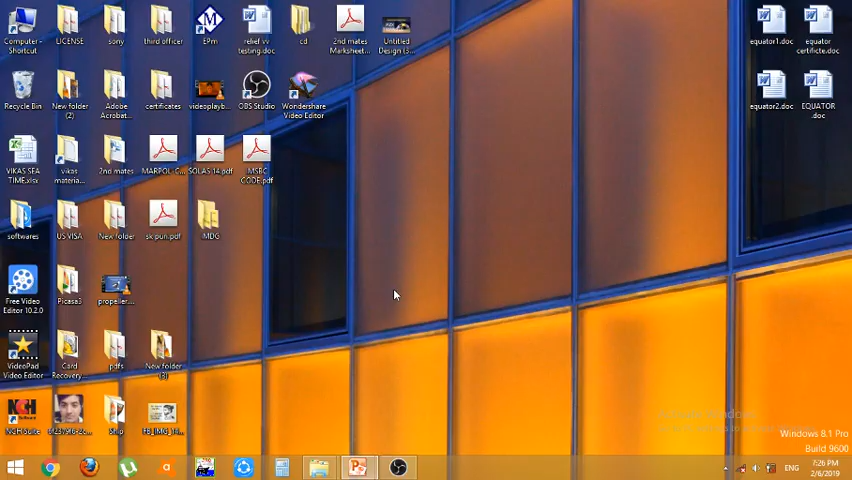 Computer -
Shortcut
LICENSE
sony
third officer
EPm
relief vv
testing.doc
cd
2nd mates
Marksheet...
Untitled
Design (3...
equator1.doc
equator
certificte.doc
Recycle Bin
New folder
(2)
Adobe
Acrobat...
certificates
videoplayb...
OBS Studio
Wondershare
Video Editor
equator2.doc
EQUATOR
.doc
VIKAS SEA
TIME.xlsx
vikas
materia...
2nd mates
MARPOL-C...
SOLAS 14.pdf
MSBC
CODE.pdf
softwares
US VISA
New folder
sk puri.pdf
IMDG
Free Video
Editor 10.2.0
Picasa3
propeller...
VideoPad
Video Editor
Card
Recovery...
pdfs
New folder
(3)
NCH Suite
ship
Activate Windows
Windows 8.1 Pro
Build 9600
ENG
7:26 PM
2/6/2019